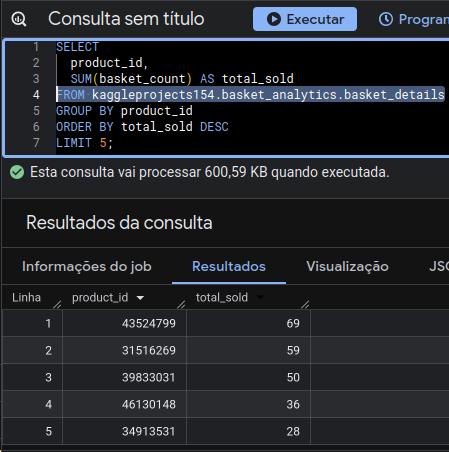 Consulta sem título Executar Program
1 SELECT
2 product_id,
3 SUM(basket_count) AS total_sold
4 FROM kaggleprojects154.basket_analytics.basket_details
5 GROUP BY product_id
6 ORDER BY total_sold DESC
7 LIMIT 5;
Esta consulta vai processar 600,59 KB quando executada.
Resultados da consulta
Informações do job Resultados Visualização JSO
Linha product_id total_sold
1 43524799 69
2 31516269 59
3 39833031 50
4 46130148 36
5 34913531 28